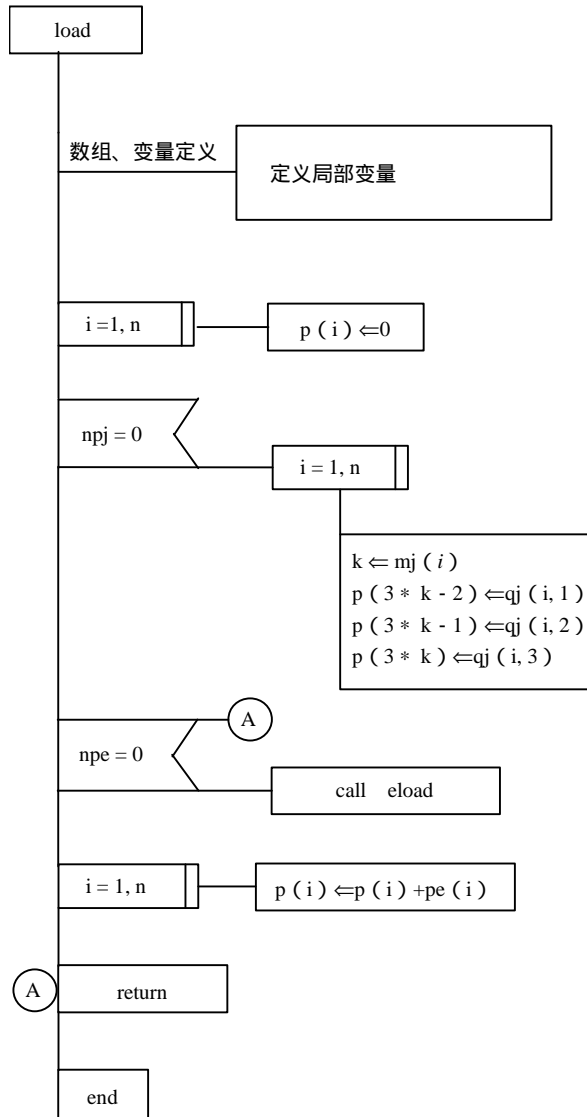 load
数组、变量定义
定义局部变量
i =1, n
p ( i ) ⇐0
npj = 0
i = 1, n
k ⇐ mj ( i )
p ( 3 * k - 2 ) ⇐qj ( i, 1 )
p ( 3 * k - 1 ) ⇐qj ( i, 2 )
p ( 3 * k ) ⇐qj ( i, 3 )
A
npe = 0
call eload
i = 1, n
p ( i ) ⇐p ( i ) +pe ( i )
A
return
end